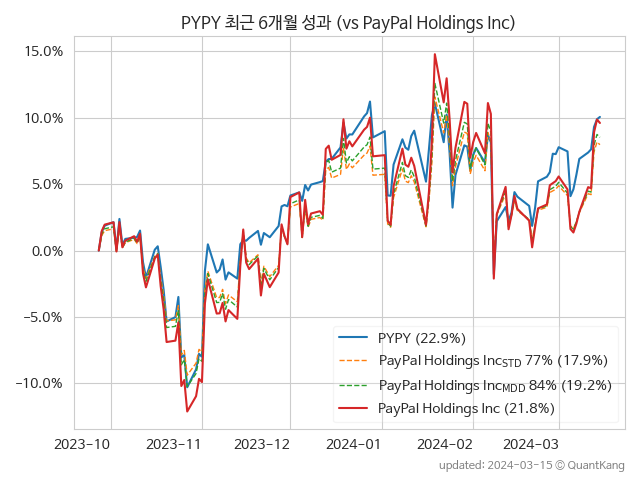 PYPY 최근 6개월 성과 (vs PayPal Holdings Inc)
15.0%
10.0%
5.0%
0.0%
−5.0%
−10.0%
PYPY (22.9%)
PayPal Holdings IncSTD 77% (17.9%)
PayPal Holdings IncMDD 84% (19.2%)
PayPal Holdings Inc (21.8%)
2023-10 2023-11 2023-12 2024-01 2024-02 2024-03
updated: 2024-03-15 © QuantKang